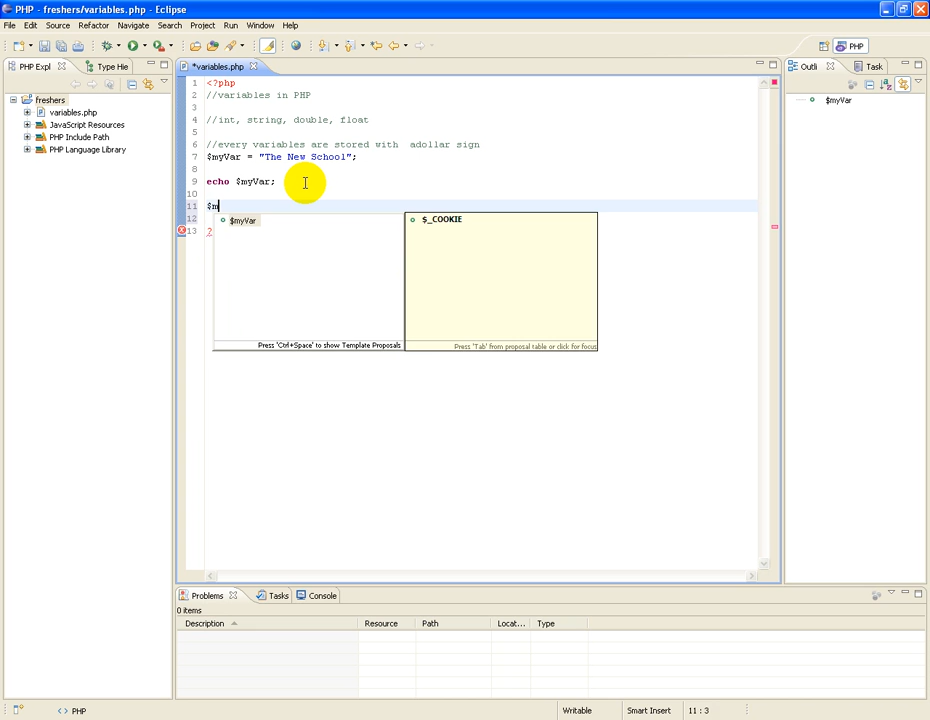 PHP - freshers/variables.php - Eclipse
File Edit Source Refactor Navigate Search Project Run Window Help
PHP
PHP Expl Type Hie
*variables.php
Outli Task
freshers
variables.php
JavaScript Resources
PHP Include Path
PHP Language Library
1 <?php
2 //variables in PHP
3
4 //int, string, double, float
5
6 //every variables are stored with  adollar sign
7 $myVar = "The New School";
8
9 echo $myVar;
10
11 $m
12
13 ?
$myVar
Press 'Ctrl+Space' to show Template Proposals
$_COOKIE
Press 'Tab' from proposal table or click for focus
$myVar
Problems Tasks Console
0 items
Description Resource Path Locat... Type
PHP Writable Smart Insert 11 : 3